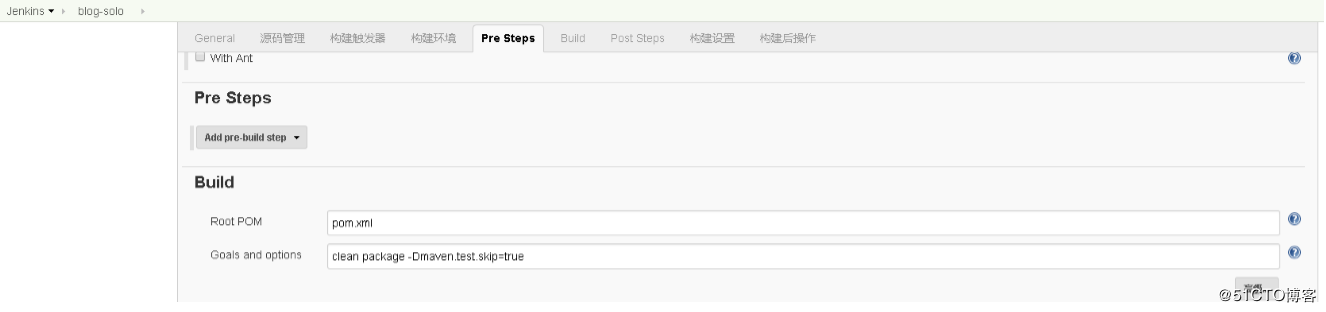 Jenkins blog-solo
General 源码管理 构建触发器 构建环境 Pre Steps Build Post Steps 构建设置 构建后操作
With Ant
Pre Steps
Add pre-build step
Build
Root POM pom.xml
Goals and options clean package -Dmaven.test.skip=true
@51CTO博客